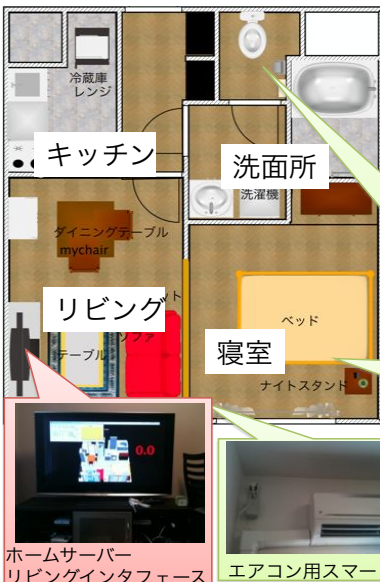 冷蔵庫
レンジ
キッチン
洗面所
洗濯機
ダイニングテーブル
mychair
リビング
ット
ソファ
テーブル
ベッド
寝室
ナイトスタンド
0.0
ホームサーバー
リビングインタフェース
エアコン用スマー